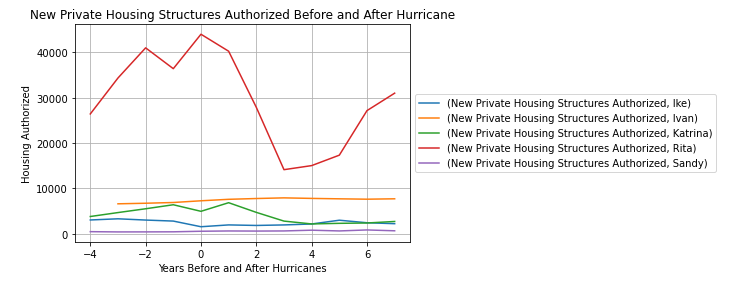 New Private Housing Structures Authorized Before and After Hurricane
40000
30000
20000
10000
0
Housing Authorized
−4
−2
0
2
4
6
Years Before and After Hurricanes
(New Private Housing Structures Authorized, Ike)
(New Private Housing Structures Authorized, Ivan)
(New Private Housing Structures Authorized, Katrina)
(New Private Housing Structures Authorized, Rita)
(New Private Housing Structures Authorized, Sandy)